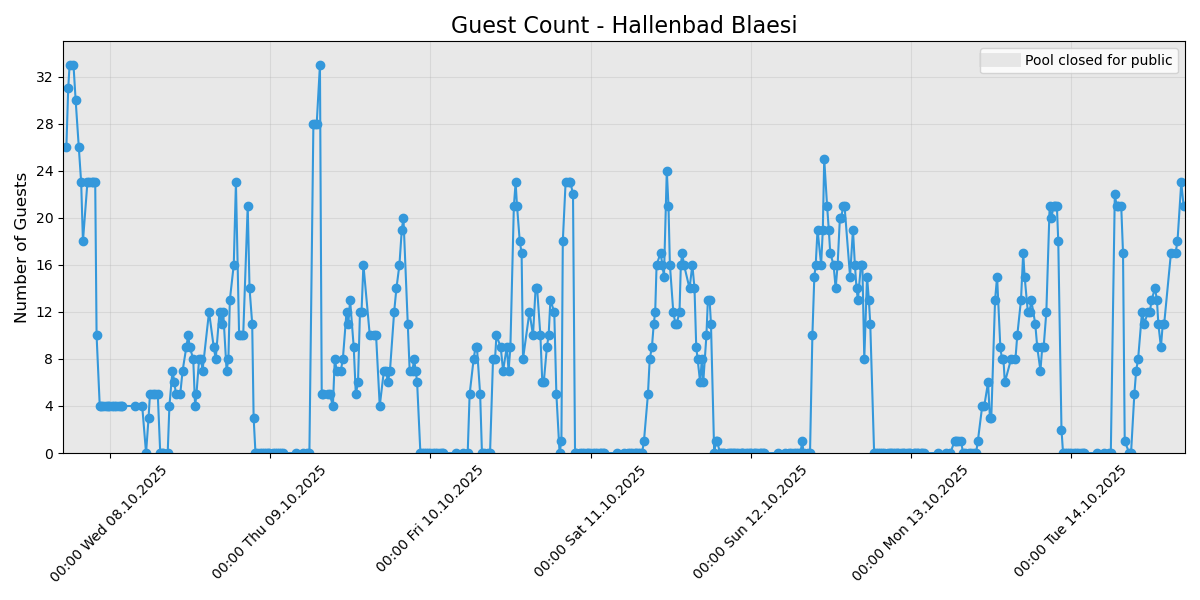 Guest Count - Hallenbad Blaesi
Pool closed for public
Number of Guests
32
28
24
20
16
12
8
4
0
00:00 Wed 08.10.2025
00:00 Thu 09.10.2025
00:00 Fri 10.10.2025
00:00 Sat 11.10.2025
00:00 Sun 12.10.2025
00:00 Mon 13.10.2025
00:00 Tue 14.10.2025